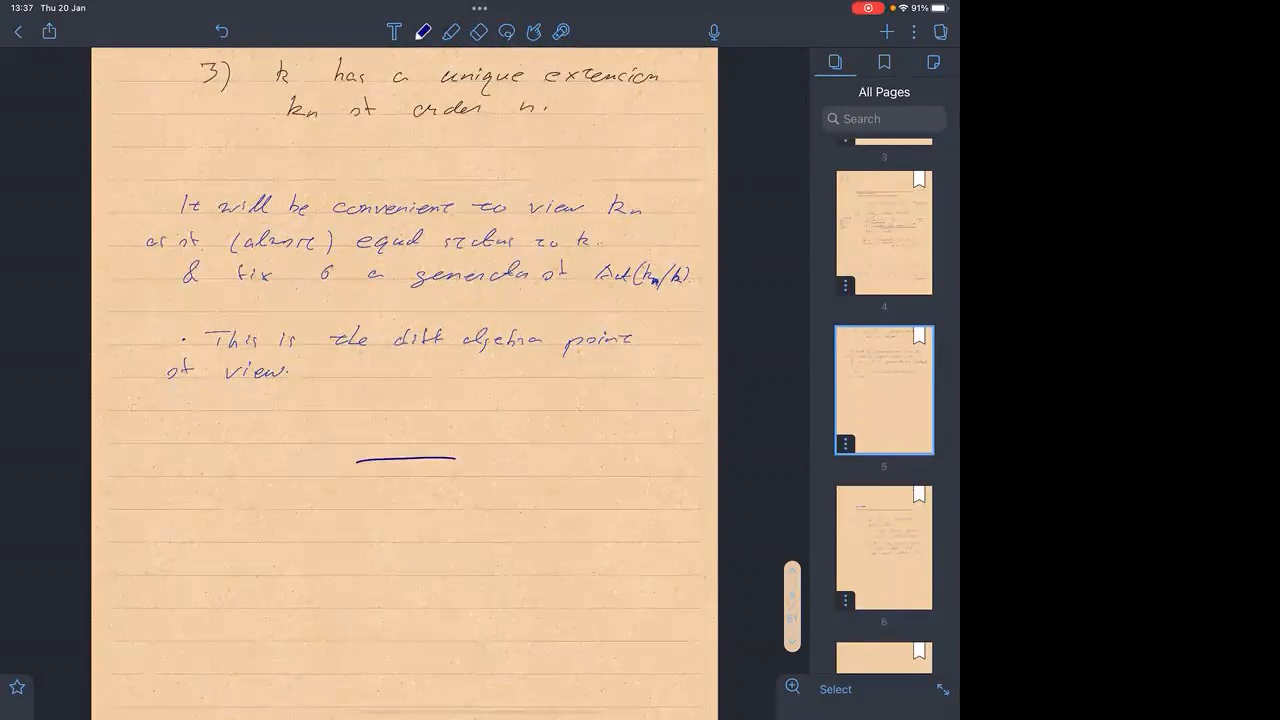 13:37 Thu 20 Jan
91%
3) k has a unique extension
kn of order n.
It will be convenient to view kn
as of (almost) equal status to k.
& fix σ a generator of Aut(kn/k).
· This is the diff algebra point
of view.
All Pages
Search
3
4
5
6
51
Select